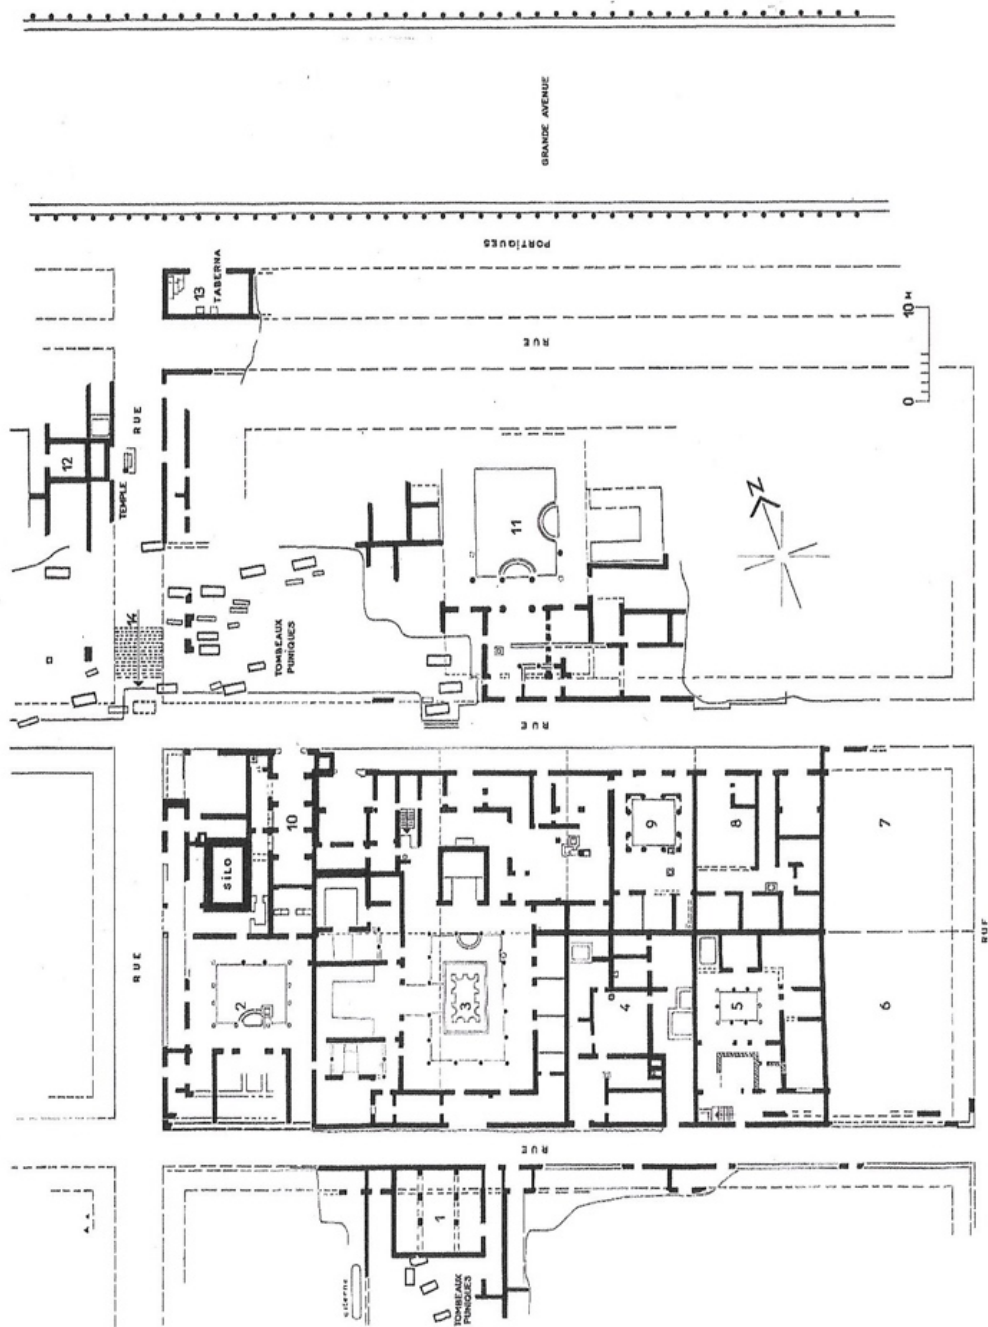 GRANDE AVENUE
PORTIQUES
13
TABERNA
RUE
10 M
0
RUE
12
TEMPLE
N
11
14
TOMBEAUX
PUNIQUES
RUE
10
SILO
9
8
7
RUE
2
3
4
5
6
RUE
RUE
1
citerne
TOMBEAUX
PUNIQUES